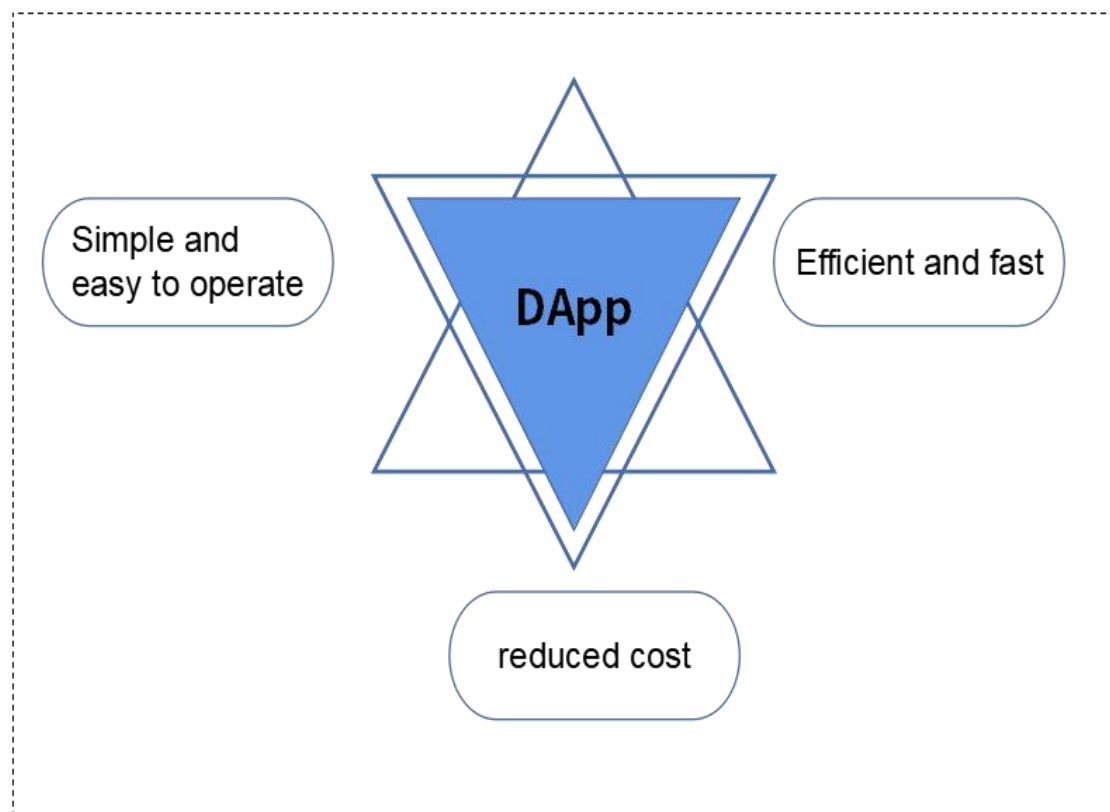 Simple and
easy to operate
Efficient and fast
DApp
reduced cost